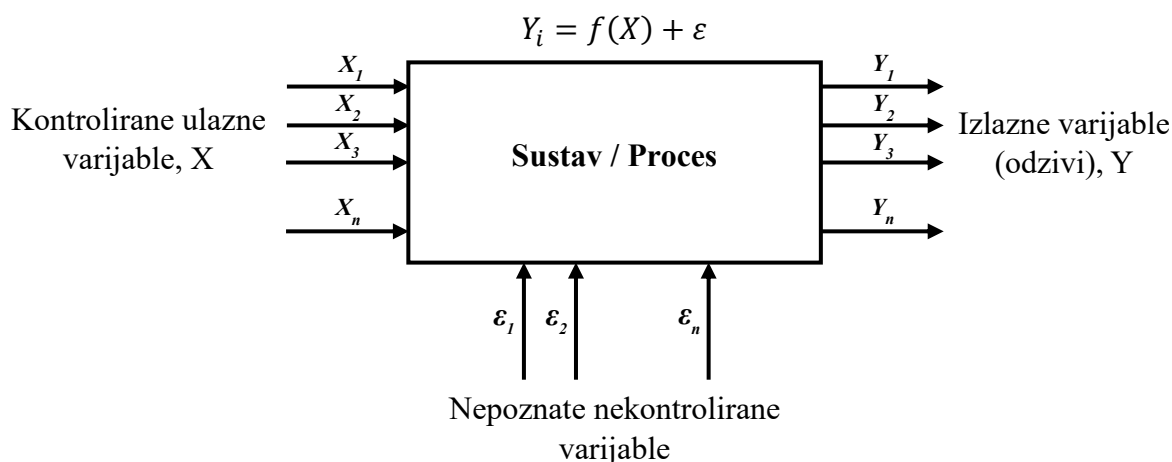 Yᵢ = f(X) + ε
X₁
X₂
X₃
Xₙ
Kontrolirane ulazne
varijable, X
Sustav / Proces
Y₁
Y₂
Y₃
Yₙ
Izlazne varijable
(odzivi), Y
ε₁
ε₂
εₙ
Nepoznate nekontrolirane
varijable